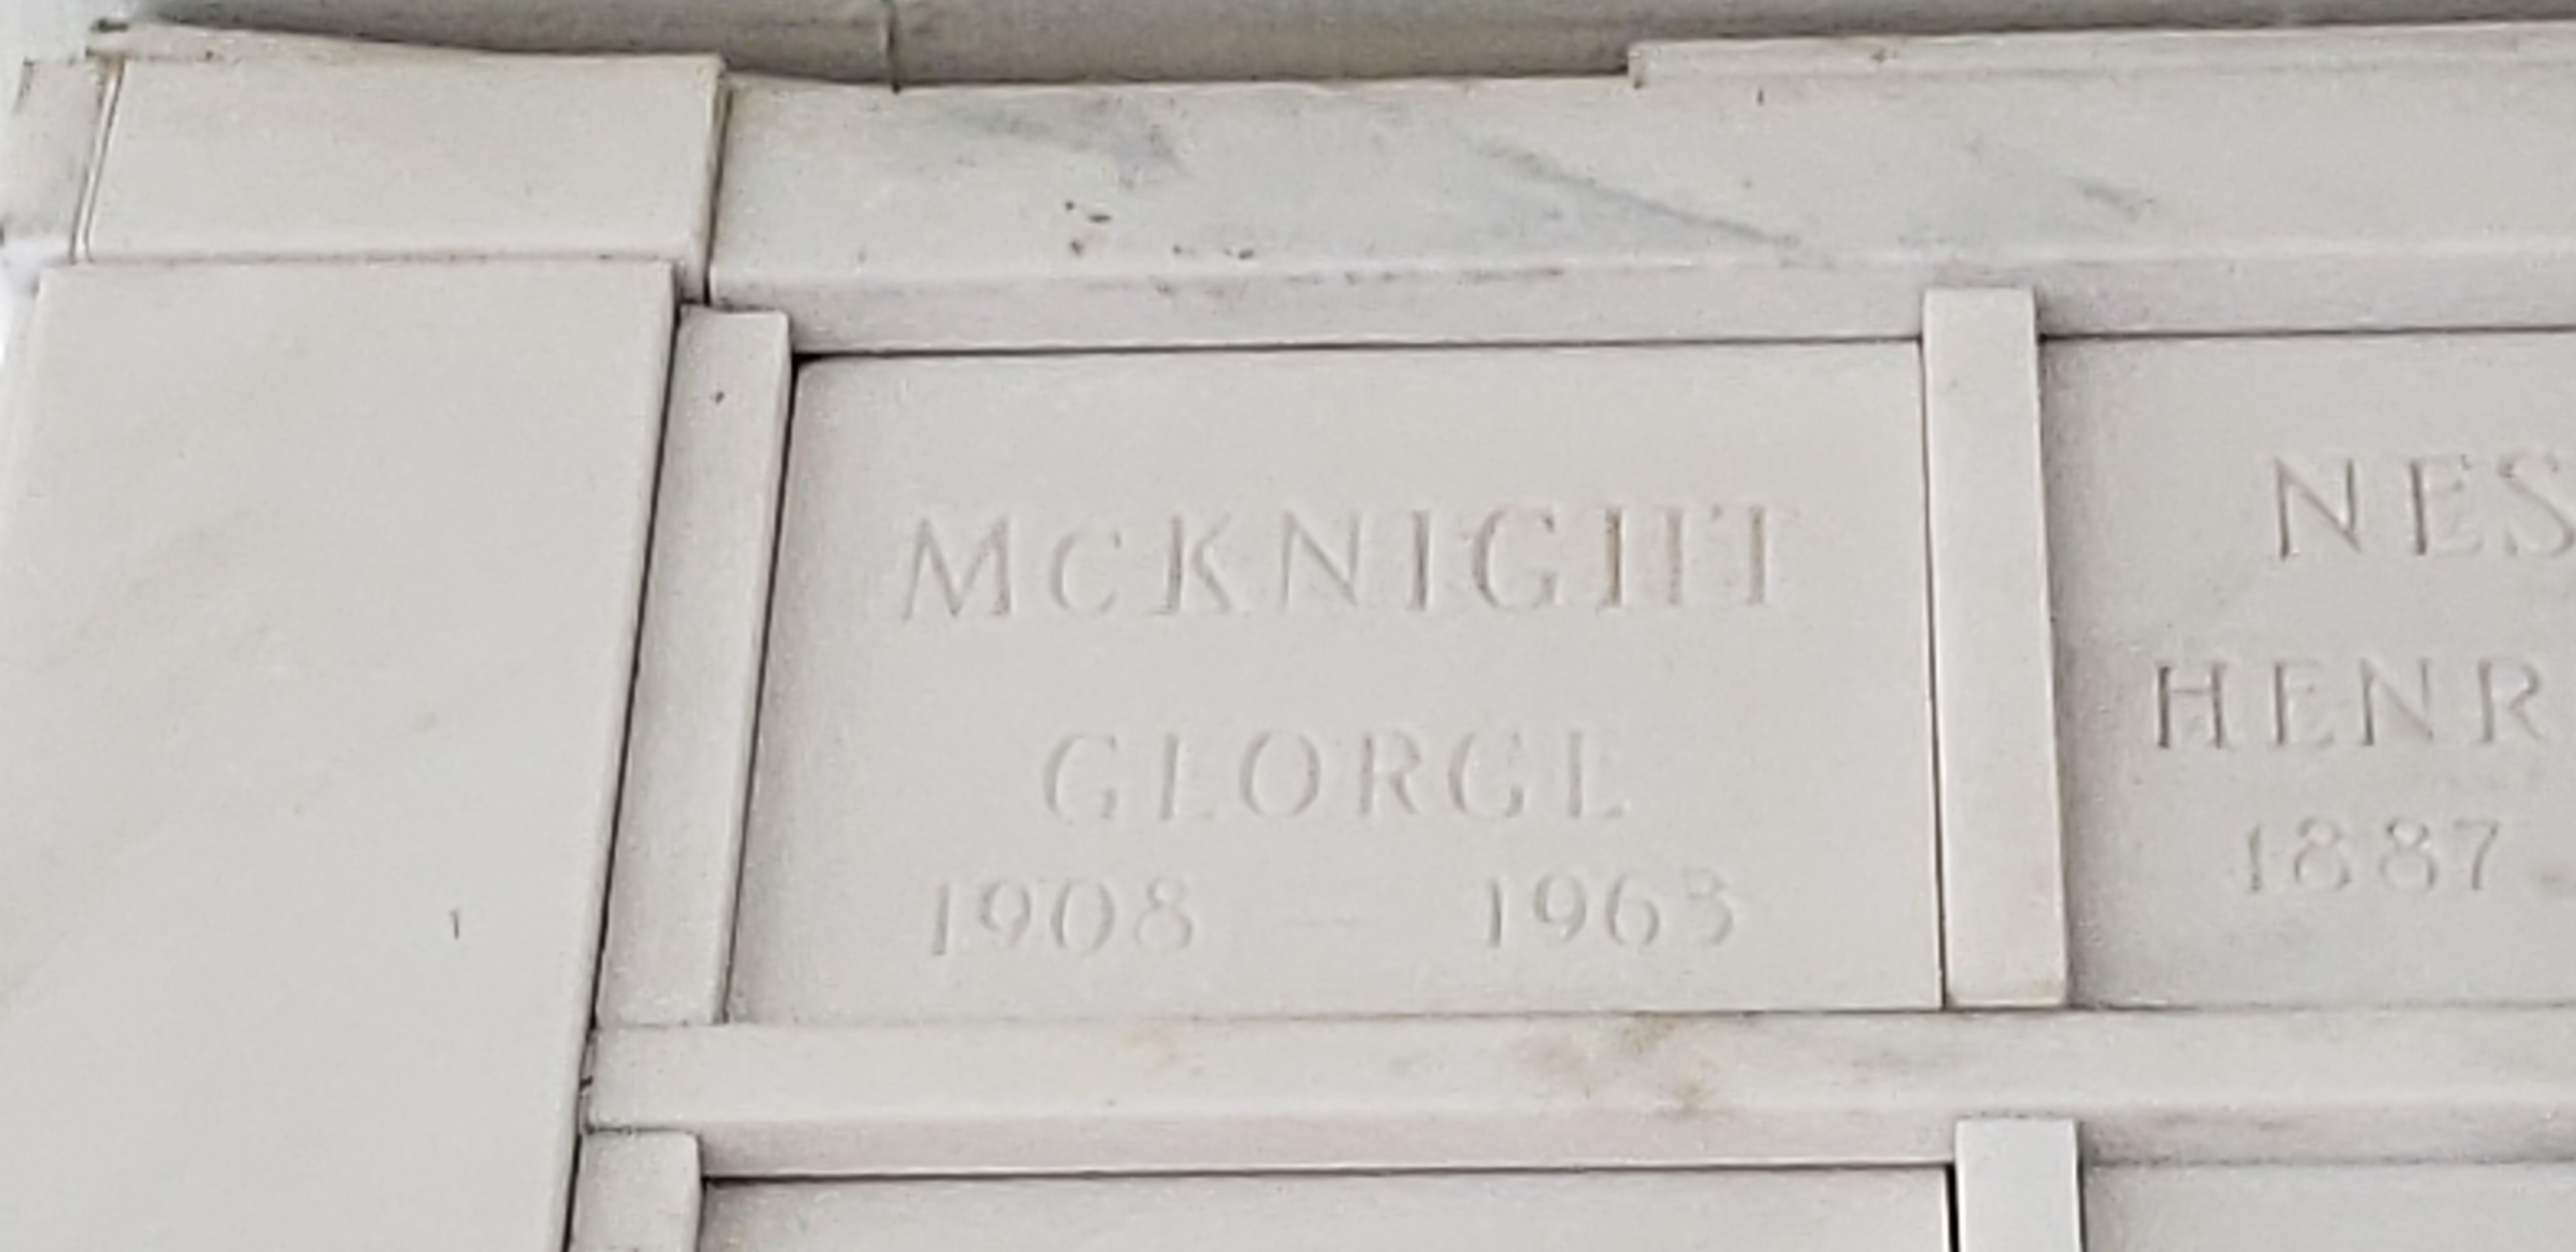 McKNIGHT
GEORGE
1908 — 1963
NES
HENR
1887